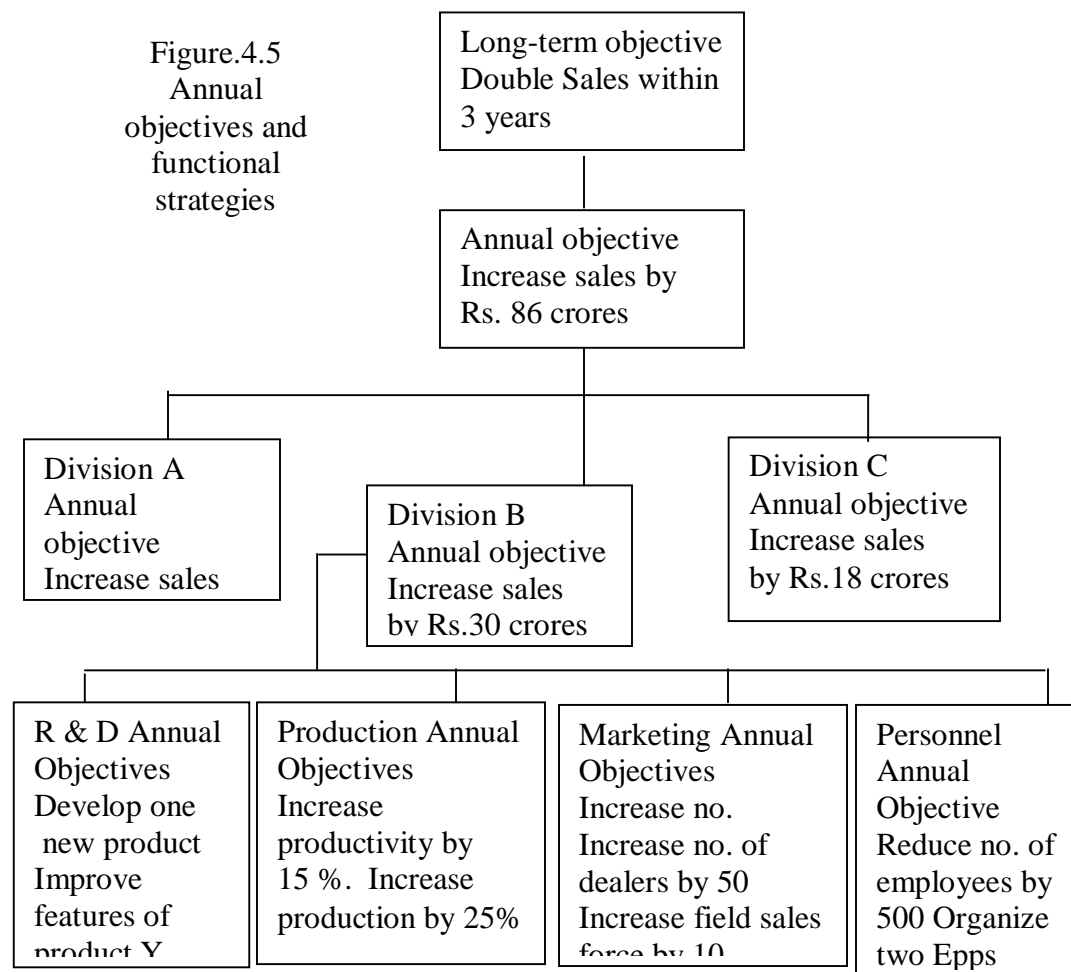 Figure.4.5
Annual
objectives and
functional
strategies
Long-term objective
Double Sales within
3 years
Annual objective
Increase sales by
Rs. 86 crores
Division A
Annual
objective
Increase sales
Division B
Annual objective
Increase sales
by Rs.30 crores
Division C
Annual objective
Increase sales
by Rs.18 crores
R & D Annual
Objectives
Develop one
new product
Improve
features of
product Y
Production Annual
Objectives
Increase
productivity by
15 %. Increase
production by 25%
Marketing Annual
Objectives
Increase no.
Increase no. of
dealers by 50
Increase field sales
force by 10
Personnel
Annual
Objective
Reduce no. of
employees by
500 Organize
two Epps